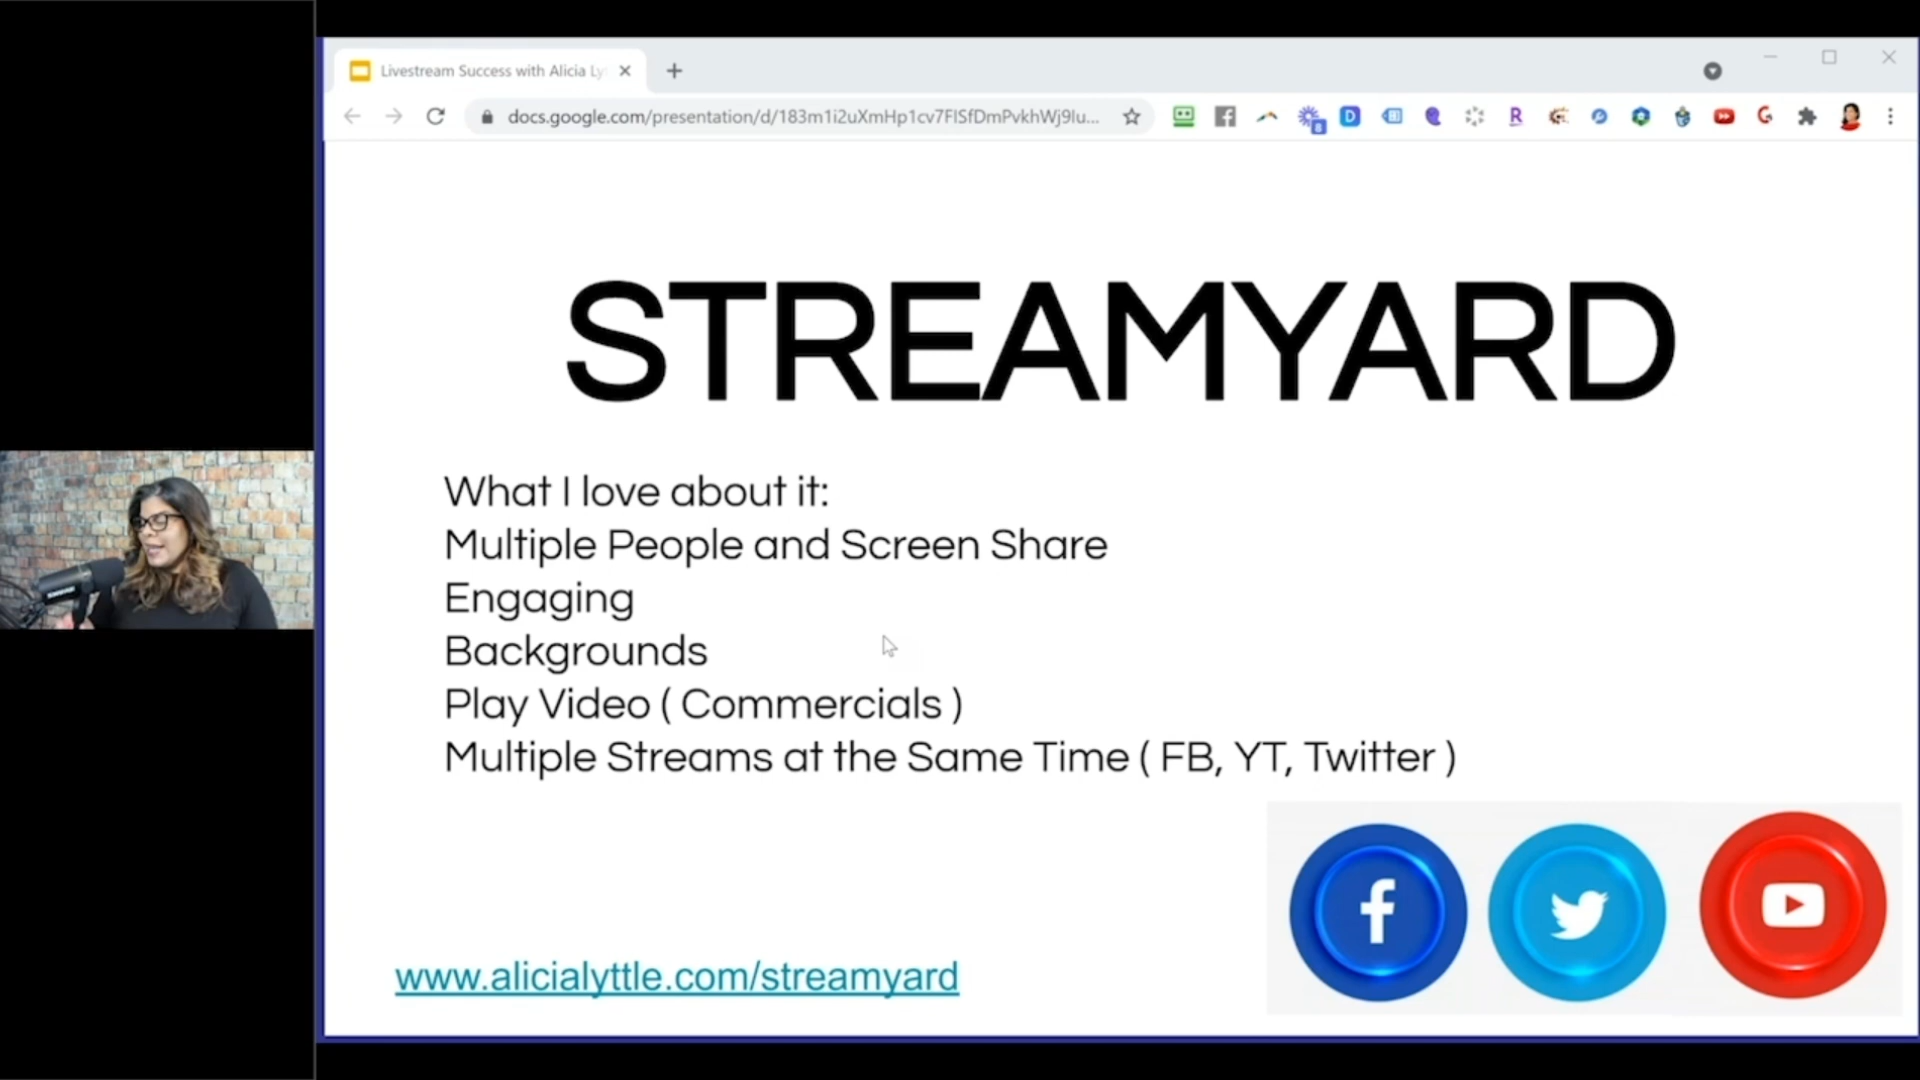 Livestream Success with Alicia Ly
docs.google.com/presentation/d/183m1i2uXmHp1cv7FlSfDmPvkhWj9lu...
STREAMYARD
What I love about it:
Multiple People and Screen Share
Engaging
Backgrounds
Play Video ( Commercials )
Multiple Streams at the Same Time ( FB, YT, Twitter )
www.alicialyttle.com/streamyard